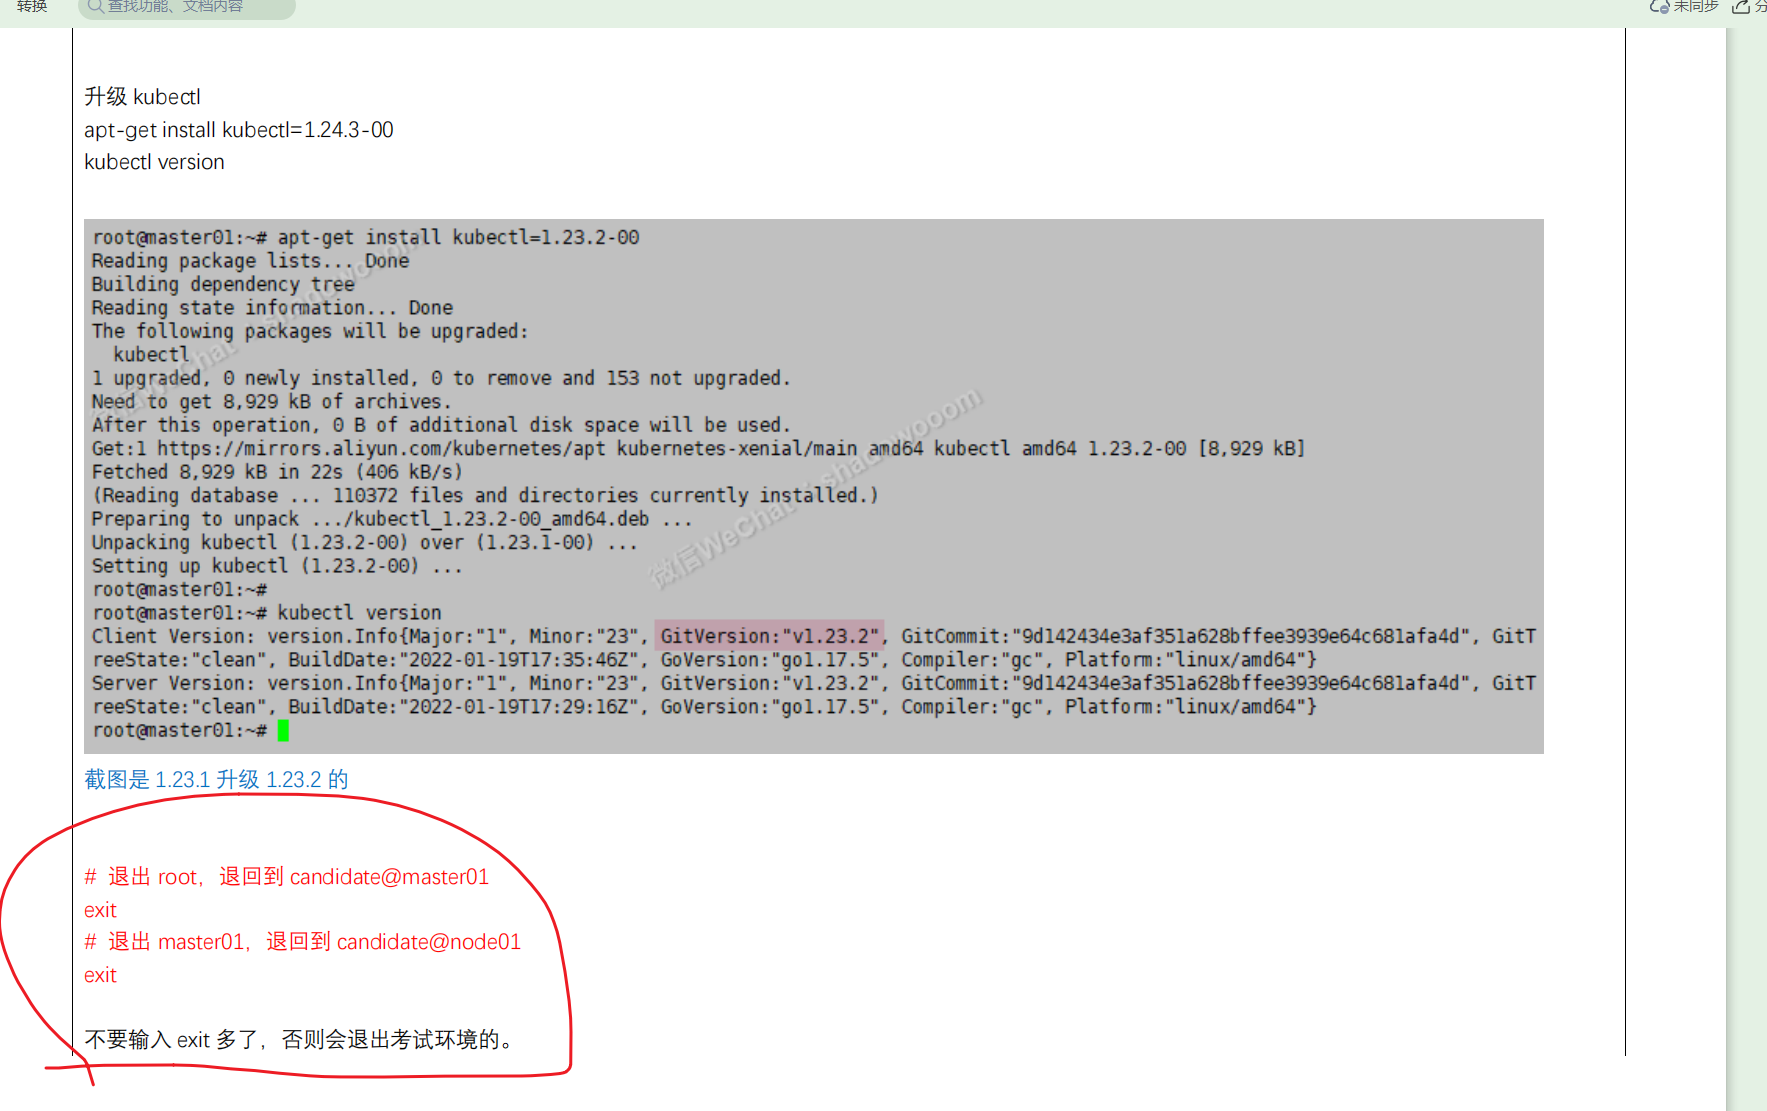 转换
查找功能、文档内容
未同步
分
升级 kubectl
apt-get install kubectl=1.24.3-00
kubectl version
root@master01:~# apt-get install kubectl=1.23.2-00
Reading package lists... Done
Building dependency tree
Reading state information... Done
The following packages will be upgraded:
kubectl
1 upgraded, 0 newly installed, 0 to remove and 153 not upgraded.
Need to get 8,929 kB of archives.
After this operation, 0 B of additional disk space will be used.
Get:1 https://mirrors.aliyun.com/kubernetes/apt kubernetes-xenial/main amd64 kubectl amd64 1.23.2-00 [8,929 kB]
Fetched 8,929 kB in 22s (406 kB/s)
(Reading database ... 110372 files and directories currently installed.)
Preparing to unpack .../kubectl_1.23.2-00_amd64.deb ...
Unpacking kubectl (1.23.2-00) over (1.23.1-00) ...
Setting up kubectl (1.23.2-00) ...
root@master01:~#
root@master01:~# kubectl version
Client Version: version.Info{Major:"1", Minor:"23", GitVersion:"v1.23.2", GitCommit:"9d142434e3af351a628bffee3939e64c681afa4d", GitT
reeState:"clean", BuildDate:"2022-01-19T17:35:46Z", GoVersion:"go1.17.5", Compiler:"gc", Platform:"linux/amd64"}
Server Version: version.Info{Major:"1", Minor:"23", GitVersion:"v1.23.2", GitCommit:"9d142434e3af351a628bffee3939e64c681afa4d", GitT
reeState:"clean", BuildDate:"2022-01-19T17:29:16Z", GoVersion:"go1.17.5", Compiler:"gc", Platform:"linux/amd64"}
root@master01:~#
微信WeChat：shadowooom
微信WeChat：shadowooom
截图是 1.23.1 升级 1.23.2 的
# 退出 root，退回到 candidate@master01
exit
# 退出 master01，退回到 candidate@node01
exit
不要输入 exit 多了，否则会退出考试环境的。